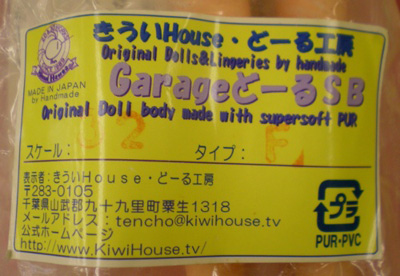 きういHouse・どーる工房
Original Dolls&Lingeries by handmade
MADE IN JAPAN
by Handmade
GarageどーるSB
Original Doll body made with supersoft PUR
スケール：
タイプ： F
表示者：きういHouse・どーる工房
〒283-0105
千葉県山武郡九十九里町粟生1318
メールアドレス：tencho@kiwihouse.tv
公式ホームページ
http://www.KiwiHouse.tv/
プラ
PUR・PVC